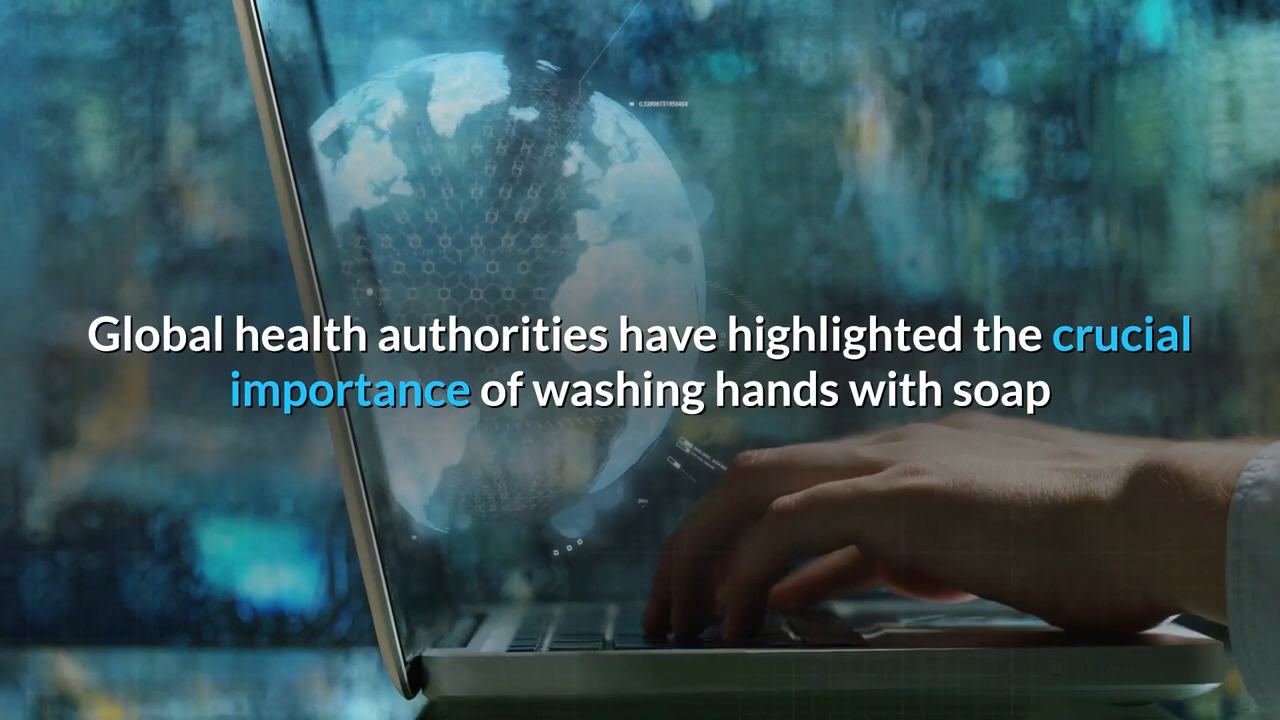 Global health authorities have highlighted the crucial
importance of washing hands with soap